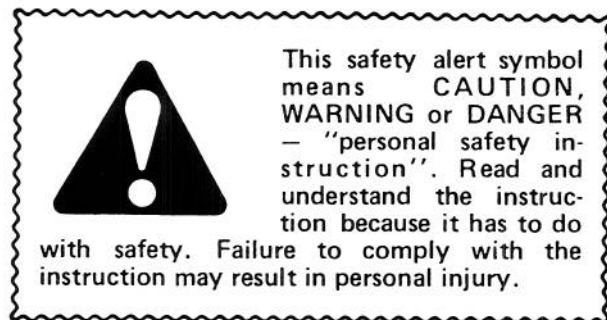 This safety alert symbol
means CAUTION,
WARNING or DANGER
— "personal safety in-
struction". Read and
understand the instruc-
tion because it has to do
with safety. Failure to comply with the
instruction may result in personal injury.